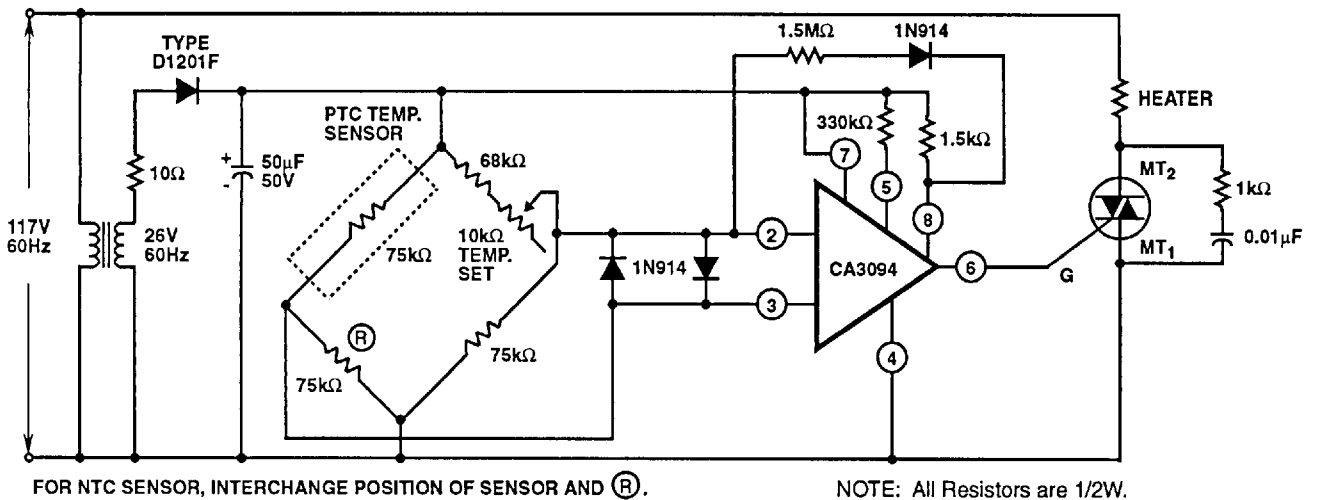 TYPE
D1201F
1.5MΩ
1N914
HEATER
PTC TEMP.
SENSOR
68kΩ
330kΩ
1.5kΩ
7
5
8
MT2
1kΩ
0.01μF
MT1
+
-
50μF
50V
10Ω
117V
60Hz
26V
60Hz
75kΩ
10kΩ
TEMP.
SET
1N914
2
3
CA3094
6
G
4
R
75kΩ
75kΩ
FOR NTC SENSOR, INTERCHANGE POSITION OF SENSOR AND R.
NOTE: All Resistors are 1/2W.